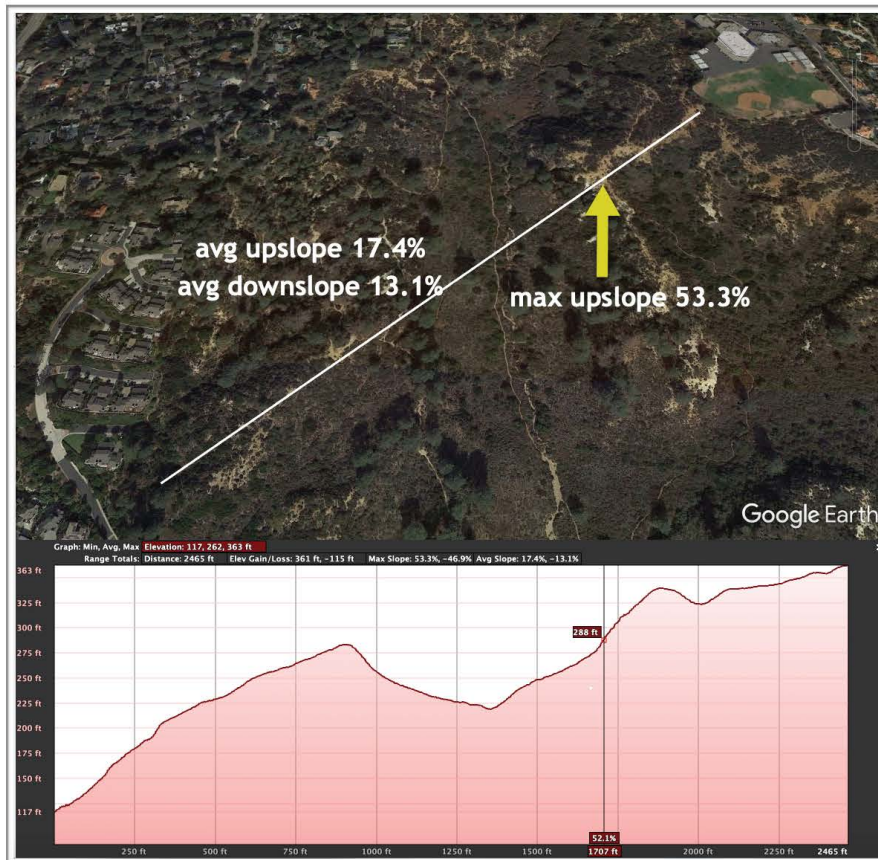 avg upslope 17.4%
avg downslope 13.1%
max upslope 53.3%
Google Earth
Graph: Min, Avg, Max Elevation: 117, 262, 363 ft
Range Totals: Distance: 2465 ft Elev Gain/Loss: 361 ft, -115 ft Max Slope: 53.3%, -46.9% Avg Slope: 17.4%, -13.1%
363 ft
325 ft
300 ft
288 ft
275 ft
250 ft
225 ft
200 ft
175 ft
150 ft
117 ft
52.1%
250 ft 500 ft 750 ft 1000 ft 1250 ft 1500 ft 1707 ft 2000 ft 2250 ft 2465 ft